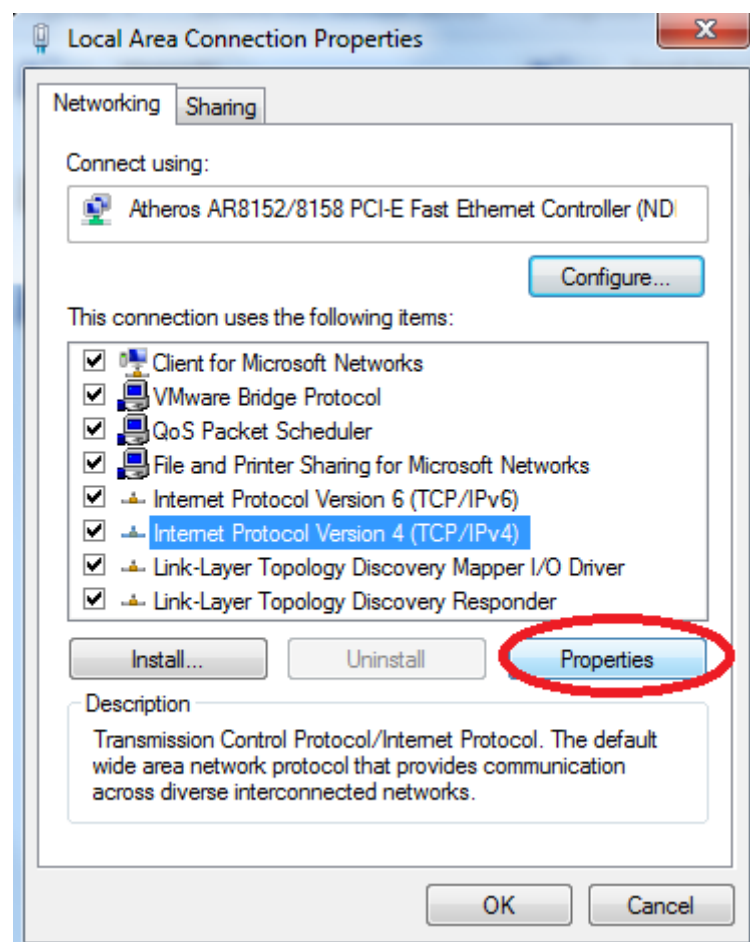 Local Area Connection Properties
Networking
Sharing
Connect using:
Atheros AR8152/8158 PCI-E Fast Ethernet Controller (NDI
Configure...
This connection uses the following items:
Client for Microsoft Networks
VMware Bridge Protocol
QoS Packet Scheduler
File and Printer Sharing for Microsoft Networks
Internet Protocol Version 6 (TCP/IPv6)
Internet Protocol Version 4 (TCP/IPv4)
Link-Layer Topology Discovery Mapper I/O Driver
Link-Layer Topology Discovery Responder
Install...
Uninstall
Properties
Description
Transmission Control Protocol/Internet Protocol. The default
wide area network protocol that provides communication
across diverse interconnected networks.
OK
Cancel